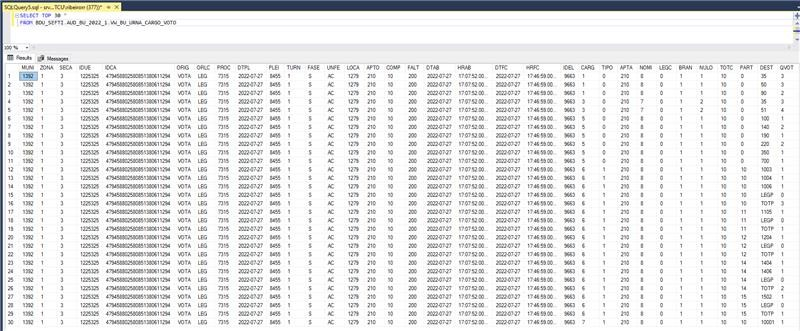 SQLQuery5.sql - srv...TCU\ribeirorr (377))*
SELECT TOP 30 *
FROM BDU_SEFTI.AUD_BU_2022_1.VW_BU_URNA_CARGO_VOTO
100 %
Results Messages
MUNI ZONA SECA IDUE IDCA ORIG ORLC PROC DTPL PLEI TURN FASE UNFE LOCA APTO COMP FALT DTAB HRAB DTFC HRFC IDEL CARG TIPO APTA NOMI LEGC BRAN NULO TOTC PART DEST QVOT
1 1392 1 3 1225325 479458802580851380611294 VOTA LEG 7315 2022-07-27 8455 1 S AC 1279 210 10 200 2022-07-27 17:07:52.00... 2022-07-27 17:46:59.00... 9663 0 210 8 0 1 1 10 0 35 3
2 1392 1 3 1225325 479458802580851380611294 VOTA LEG 7315 2022-07-27 8455 1 S AC 1279 210 10 200 2022-07-27 17:07:52.00... 2022-07-27 17:46:59.00... 9663 0 210 8 0 1 1 10 0 50 3
3 1392 1 3 1225325 479458802580851380611294 VOTA LEG 7315 2022-07-27 8455 1 S AC 1279 210 10 200 2022-07-27 17:07:52.00... 2022-07-27 17:46:59.00... 9663 0 210 8 0 1 1 10 0 90 2
4 1392 1 3 1225325 479458802580851380611294 VOTA LEG 7315 2022-07-27 8455 1 S AC 1279 210 10 200 2022-07-27 17:07:52.00... 2022-07-27 17:46:59.00... 9663 3 0 210 7 0 1 2 10 0 35 3
5 1392 1 3 1225325 479458802580851380611294 VOTA LEG 7315 2022-07-27 8455 1 S AC 1279 210 10 200 2022-07-27 17:07:52.00... 2022-07-27 17:46:59.00... 9663 3 0 210 7 0 1 2 10 0 51 4
6 1392 1 3 1225325 479458802580851380611294 VOTA LEG 7315 2022-07-27 8455 1 S AC 1279 210 10 200 2022-07-27 17:07:52.00... 2022-07-27 17:46:59.00... 9663 5 0 210 8 0 1 1 10 0 100 1
7 1392 1 3 1225325 479458802580851380611294 VOTA LEG 7315 2022-07-27 8455 1 S AC 1279 210 10 200 2022-07-27 17:07:52.00... 2022-07-27 17:46:59.00... 9663 5 0 210 8 0 1 1 10 0 140 2
8 1392 1 3 1225325 479458802580851380611294 VOTA LEG 7315 2022-07-27 8455 1 S AC 1279 210 10 200 2022-07-27 17:07:52.00... 2022-07-27 17:46:59.00... 9663 5 0 210 8 0 1 1 10 0 190 1
9 1392 1 3 1225325 479458802580851380611294 VOTA LEG 7315 2022-07-27 8455 1 S AC 1279 210 10 200 2022-07-27 17:07:52.00... 2022-07-27 17:46:59.00... 9663 5 0 210 8 0 1 1 10 0 220 2
10 1392 1 3 1225325 479458802580851380611294 VOTA LEG 7315 2022-07-27 8455 1 S AC 1279 210 10 200 2022-07-27 17:07:52.00... 2022-07-27 17:46:59.00... 9663 5 0 210 8 0 1 1 10 0 350 1
11 1392 1 3 1225325 479458802580851380611294 VOTA LEG 7315 2022-07-27 8455 1 S AC 1279 210 10 200 2022-07-27 17:07:52.00... 2022-07-27 17:46:59.00... 9663 5 0 210 8 0 1 1 10 0 700 1
12 1392 1 3 1225325 479458802580851380611294 VOTA LEG 7315 2022-07-27 8455 1 S AC 1279 210 10 200 2022-07-27 17:07:52.00... 2022-07-27 17:46:59.00... 9663 6 1 210 8 0 1 1 10 10 1003 1
13 1392 1 3 1225325 479458802580851380611294 VOTA LEG 7315 2022-07-27 8455 1 S AC 1279 210 10 200 2022-07-27 17:07:52.00... 2022-07-27 17:46:59.00... 9663 6 1 210 8 0 1 1 10 10 1004 1
14 1392 1 3 1225325 479458802580851380611294 VOTA LEG 7315 2022-07-27 8455 1 S AC 1279 210 10 200 2022-07-27 17:07:52.00... 2022-07-27 17:46:59.00... 9663 6 1 210 8 0 1 1 10 10 1006 1
15 1392 1 3 1225325 479458802580851380611294 VOTA LEG 7315 2022-07-27 8455 1 S AC 1279 210 10 200 2022-07-27 17:07:52.00... 2022-07-27 17:46:59.00... 9663 6 1 210 8 0 1 1 10 10 LEGP 0
16 1392 1 3 1225325 479458802580851380611294 VOTA LEG 7315 2022-07-27 8455 1 S AC 1279 210 10 200 2022-07-27 17:07:52.00... 2022-07-27 17:46:59.00... 9663 6 1 210 8 0 1 1 10 10 TOTP 3
17 1392 1 3 1225325 479458802580851380611294 VOTA LEG 7315 2022-07-27 8455 1 S AC 1279 210 10 200 2022-07-27 17:07:52.00... 2022-07-27 17:46:59.00... 9663 6 1 210 8 0 1 1 10 11 1105 1
18 1392 1 3 1225325 479458802580851380611294 VOTA LEG 7315 2022-07-27 8455 1 S AC 1279 210 10 200 2022-07-27 17:07:52.00... 2022-07-27 17:46:59.00... 9663 6 1 210 8 0 1 1 10 11 LEGP 0
19 1392 1 3 1225325 479458802580851380611294 VOTA LEG 7315 2022-07-27 8455 1 S AC 1279 210 10 200 2022-07-27 17:07:52.00... 2022-07-27 17:46:59.00... 9663 6 1 210 8 0 1 1 10 11 TOTP 1
20 1392 1 3 1225325 479458802580851380611294 VOTA LEG 7315 2022-07-27 8455 1 S AC 1279 210 10 200 2022-07-27 17:07:52.00... 2022-07-27 17:46:59.00... 9663 6 1 210 8 0 1 1 10 12 1204 1
21 1392 1 3 1225325 479458802580851380611294 VOTA LEG 7315 2022-07-27 8455 1 S AC 1279 210 10 200 2022-07-27 17:07:52.00... 2022-07-27 17:46:59.00... 9663 6 1 210 8 0 1 1 10 12 LEGP 0
22 1392 1 3 1225325 479458802580851380611294 VOTA LEG 7315 2022-07-27 8455 1 S AC 1279 210 10 200 2022-07-27 17:07:52.00... 2022-07-27 17:46:59.00... 9663 6 1 210 8 0 1 1 10 12 TOTP 1
23 1392 1 3 1225325 479458802580851380611294 VOTA LEG 7315 2022-07-27 8455 1 S AC 1279 210 10 200 2022-07-27 17:07:52.00... 2022-07-27 17:46:59.00... 9663 6 1 210 8 0 1 1 10 14 1404 1
24 1392 1 3 1225325 479458802580851380611294 VOTA LEG 7315 2022-07-27 8455 1 S AC 1279 210 10 200 2022-07-27 17:07:52.00... 2022-07-27 17:46:59.00... 9663 6 1 210 8 0 1 1 10 14 1406 1
25 1392 1 3 1225325 479458802580851380611294 VOTA LEG 7315 2022-07-27 8455 1 S AC 1279 210 10 200 2022-07-27 17:07:52.00... 2022-07-27 17:46:59.00... 9663 6 1 210 8 0 1 1 10 14 LEGP 0
26 1392 1 3 1225325 479458802580851380611294 VOTA LEG 7315 2022-07-27 8455 1 S AC 1279 210 10 200 2022-07-27 17:07:52.00... 2022-07-27 17:46:59.00... 9663 6 1 210 8 0 1 1 10 14 TOTP 2
27 1392 1 3 1225325 479458802580851380611294 VOTA LEG 7315 2022-07-27 8455 1 S AC 1279 210 10 200 2022-07-27 17:07:52.00... 2022-07-27 17:46:59.00... 9663 6 1 210 8 0 1 1 10 15 1502 1
28 1392 1 3 1225325 479458802580851380611294 VOTA LEG 7315 2022-07-27 8455 1 S AC 1279 210 10 200 2022-07-27 17:07:52.00... 2022-07-27 17:46:59.00... 9663 6 1 210 8 0 1 1 10 15 LEGP 0
29 1392 1 3 1225325 479458802580851380611294 VOTA LEG 7315 2022-07-27 8455 1 S AC 1279 210 10 200 2022-07-27 17:07:52.00... 2022-07-27 17:46:59.00... 9663 6 1 210 8 0 1 1 10 15 TOTP 1
30 1392 1 3 1225325 479458802580851380611294 VOTA LEG 7315 2022-07-27 8455 1 S AC 1279 210 10 200 2022-07-27 17:07:52.00... 2022-07-27 17:46:59.00... 9663 7 1 210 8 0 1 1 10 10 10001 1